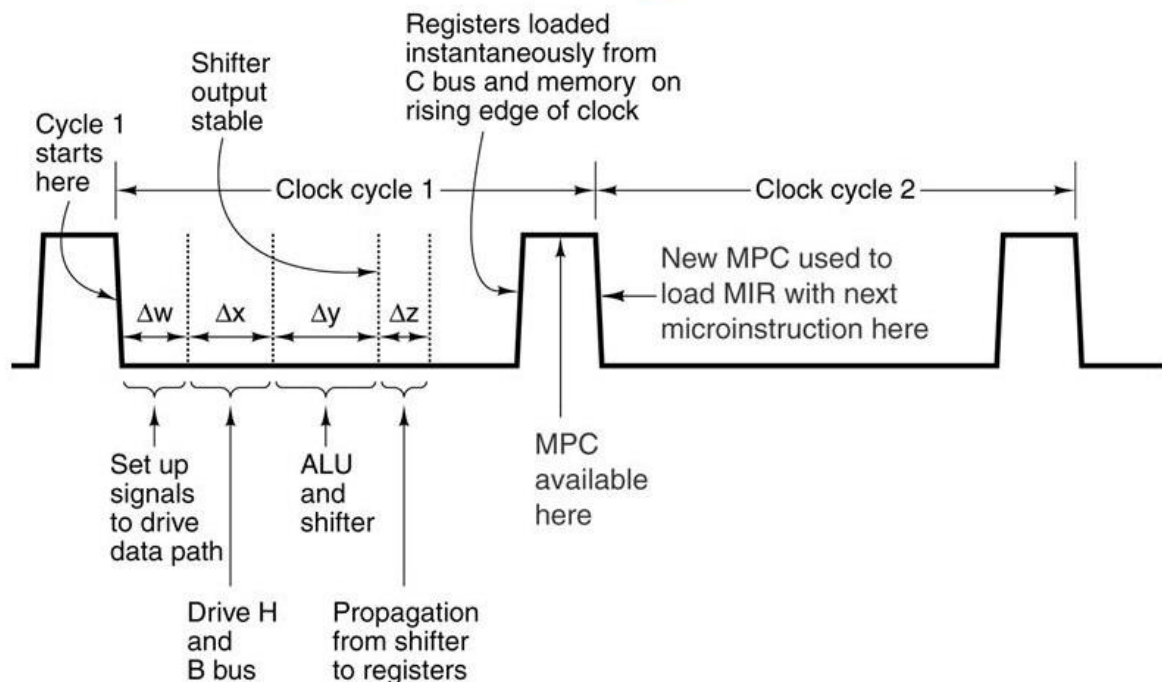 Registers loaded
instantaneously from
C bus and memory on
rising edge of clock
Shifter
output
stable
Cycle 1
starts
here
Clock cycle 1
Clock cycle 2
New MPC used to
load MIR with next
microinstruction here
Δw
Δx
Δy
Δz
Set up
signals
to drive
data path
ALU
and
shifter
MPC
available
here
Drive H
and
B bus
Propagation
from shifter
to registers